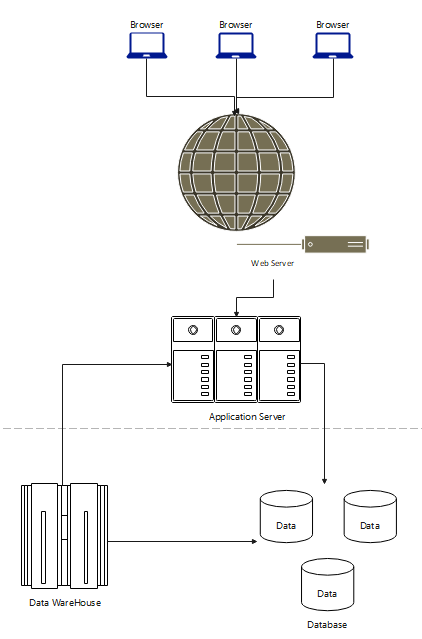 Browser
Browser
Browser
Web Server
Application Server
Data
Data
Data
Data WareHouse
Database